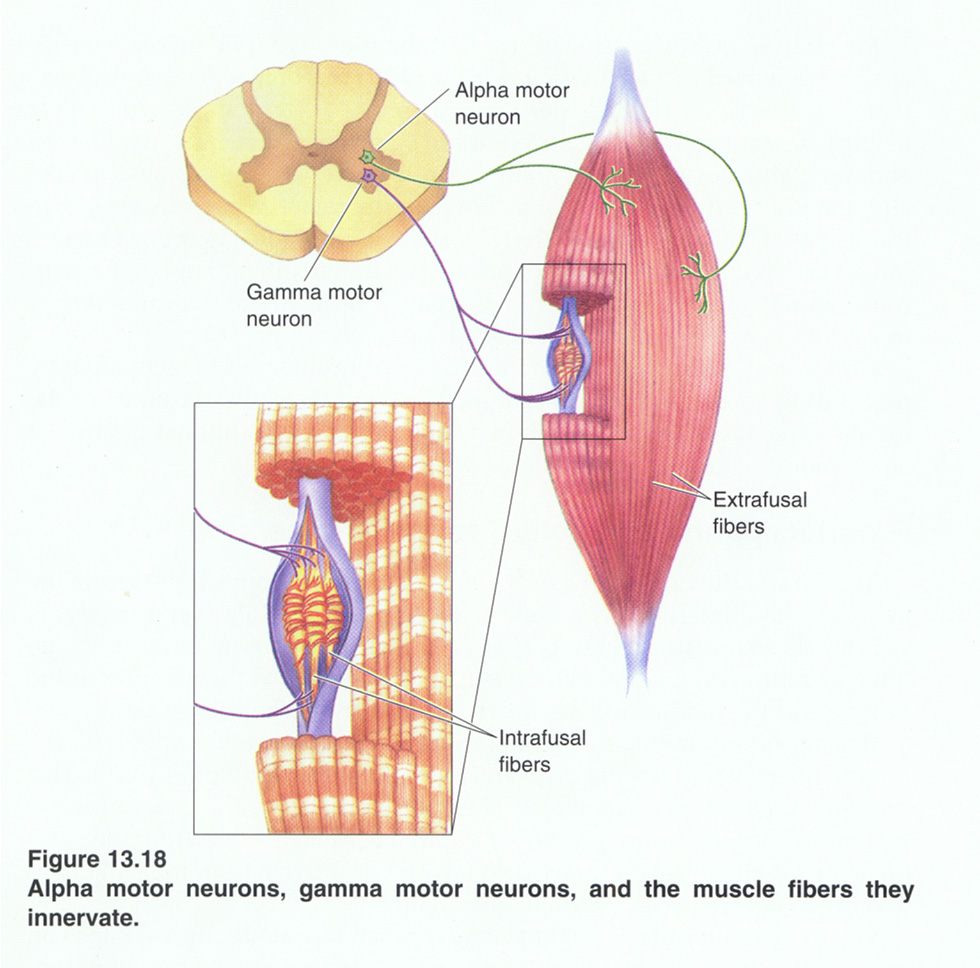 Alpha motor
neuron
Gamma motor
neuron
Extrafusal
fibers
Intrafusal
fibers
Figure 13.18
Alpha motor neurons, gamma motor neurons, and the muscle fibers they
innervate.